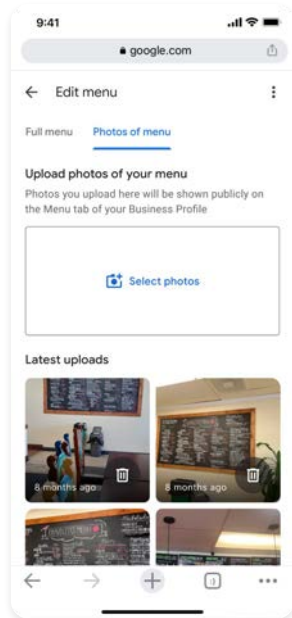 9:41
google.com
Edit menu
Full menu
Photos of menu
Upload photos of your menu
Photos you upload here will be shown publicly on
the Menu tab of your Business Profile
Select photos
Latest uploads
8 months ago
8 months ago
:)